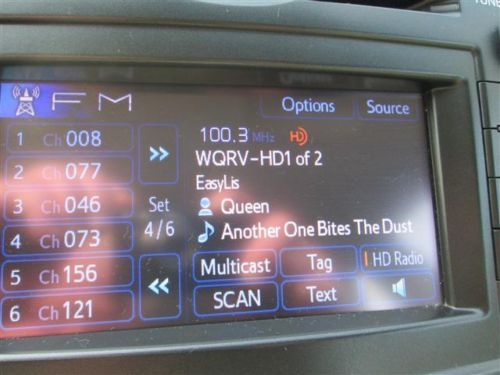 TUNE
FM
Options
Source
1 Ch 008
2 Ch 077
3 Ch 046
4 Ch 073
5 Ch 156
6 Ch 121
>>
Set
4/6
<<
100.3 MHz HD
WQRV-HD1 of 2
EasyLis
Queen
Another One Bites The Dust
Multicast
Tag
HD Radio
SCAN
Text